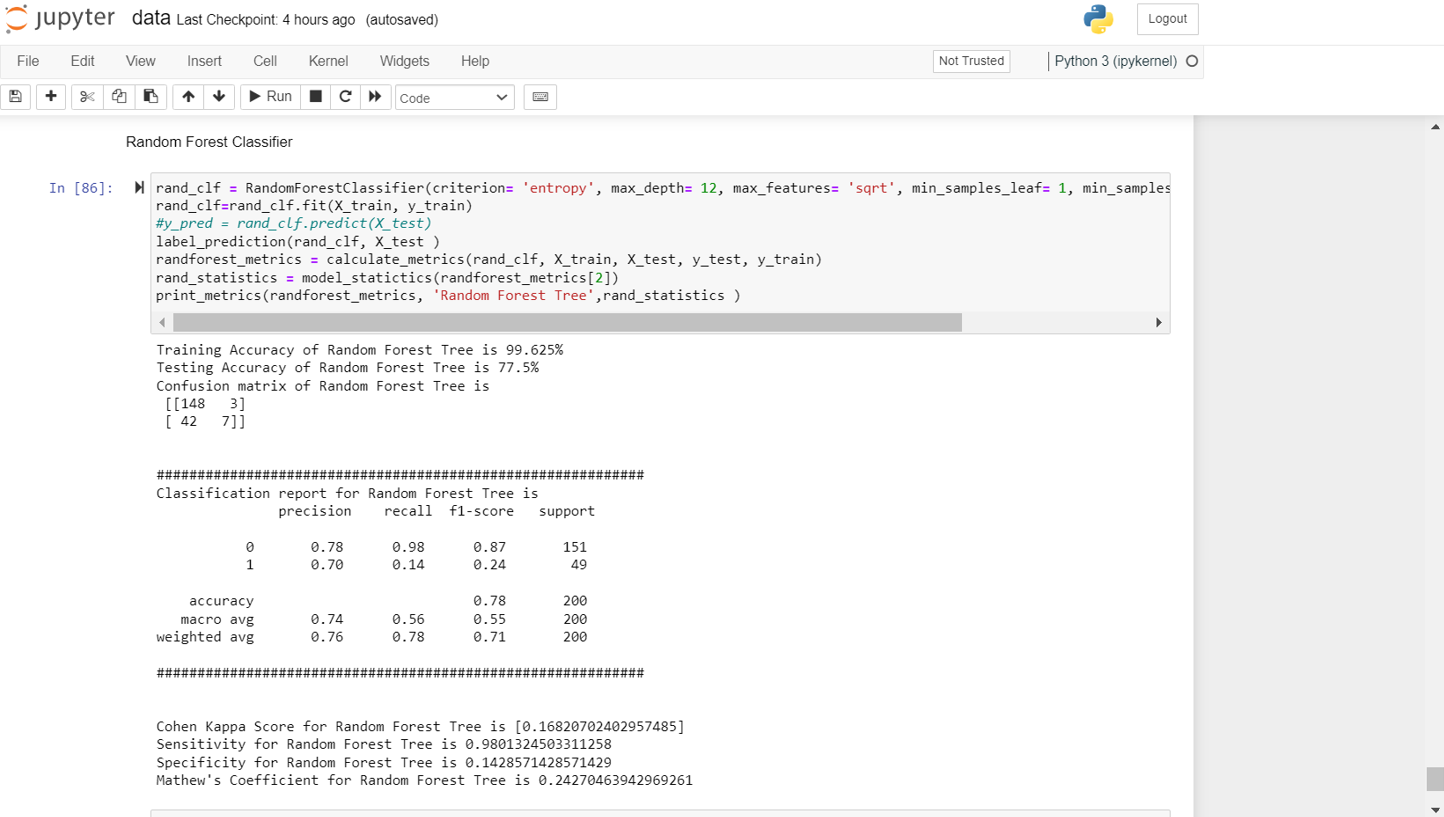 jupyter data Last Checkpoint: 4 hours ago (autosaved)
Logout
File Edit View Insert Cell Kernel Widgets Help Not Trusted Python 3 (ipykernel)
Run Code
Random Forest Classifier
In [86]:
rand_clf = RandomForestClassifier(criterion= 'entropy', max_depth= 12, max_features= 'sqrt', min_samples_leaf= 1, min_samples
rand_clf=rand_clf.fit(X_train, y_train)
#y_pred = rand_clf.predict(X_test)
label_prediction(rand_clf, X_test )
randforest_metrics = calculate_metrics(rand_clf, X_train, X_test, y_test, y_train)
rand_statistics = model_statictics(randforest_metrics[2])
print_metrics(randforest_metrics, 'Random Forest Tree',rand_statistics )
Training Accuracy of Random Forest Tree is 99.625%
Testing Accuracy of Random Forest Tree is 77.5%
Confusion matrix of Random Forest Tree is
[[148 3]
[ 42 7]]
############################################################
Classification report for Random Forest Tree is
precision recall f1-score support
0 0.78 0.98 0.87 151
1 0.70 0.14 0.24 49
accuracy 0.78 200
macro avg 0.74 0.56 0.55 200
weighted avg 0.76 0.78 0.71 200
############################################################
Cohen Kappa Score for Random Forest Tree is [0.16820702402957485]
Sensitivity for Random Forest Tree is 0.9801324503311258
Specificity for Random Forest Tree is 0.1428571428571429
Mathew's Coefficient for Random Forest Tree is 0.24270463942969261